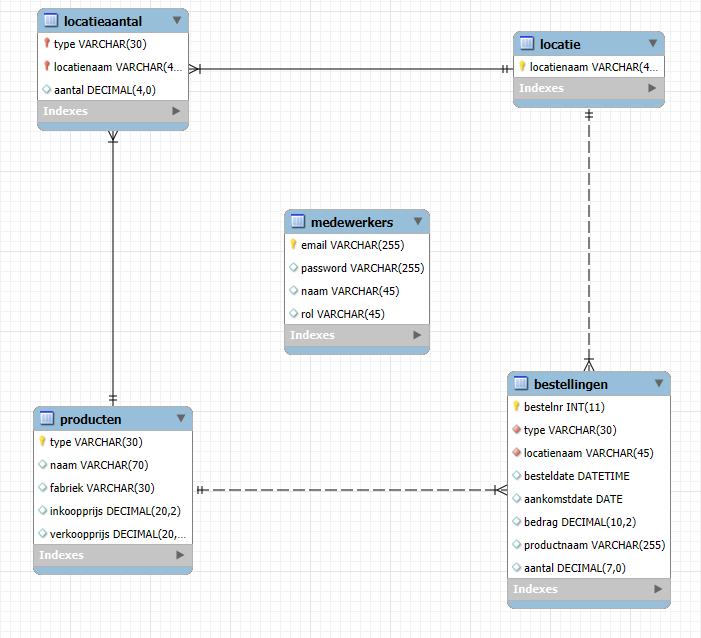 locatieaantal
type VARCHAR(30)
locatienaam VARCHAR(4...
aantal DECIMAL(4,0)
Indexes
locatie
locatienaam VARCHAR(4...
Indexes
medewerkers
email VARCHAR(255)
password VARCHAR(255)
naam VARCHAR(45)
rol VARCHAR(45)
Indexes
producten
type VARCHAR(30)
naam VARCHAR(70)
fabriek VARCHAR(30)
inkoopprijs DECIMAL(20,2)
verkoopprijs DECIMAL(20,...
Indexes
bestellingen
bestelnr INT(11)
type VARCHAR(30)
locatienaam VARCHAR(45)
besteldate DATETIME
aankomstdate DATE
bedrag DECIMAL(10,2)
productnaam VARCHAR(255)
aantal DECIMAL(7,0)
Indexes